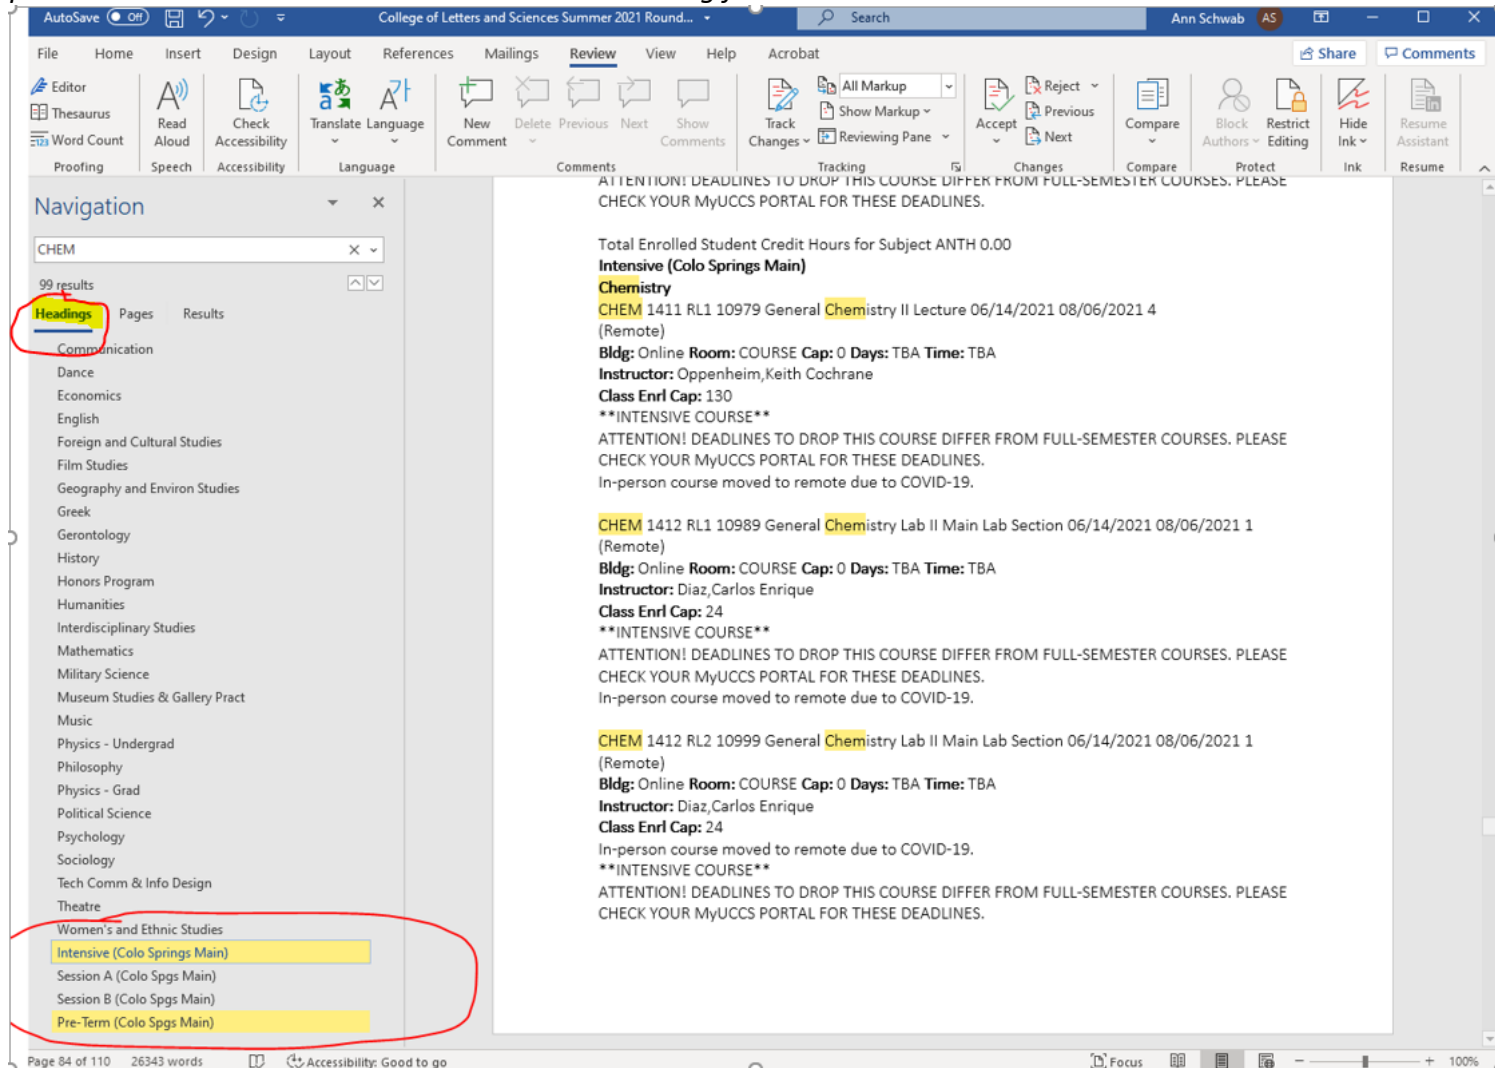 AutoSave Off College of Letters and Sciences Summer 2021 Round... Search Ann Schwab AS
File Home Insert Design Layout References Mailings Review View Help Acrobat Share Comments
Editor
Thesaurus
Word Count
Read Aloud
Check Accessibility
Translate Language
New Comment
Delete Previous Next Show Comments
Track Changes
All Markup
Show Markup
Reviewing Pane
Accept
Reject
Previous
Next
Compare
Block Authors
Restrict Editing
Hide Ink
Resume Assistant
Proofing Speech Accessibility Language Comments Tracking Changes Compare Protect Ink Resume
Navigation
CHEM
99 results
Headings Pages Results
Communication
Dance
Economics
English
Foreign and Cultural Studies
Film Studies
Geography and Environ Studies
Greek
Gerontology
History
Honors Program
Humanities
Interdisciplinary Studies
Mathematics
Military Science
Museum Studies & Gallery Pract
Music
Physics - Undergrad
Philosophy
Physics - Grad
Political Science
Psychology
Sociology
Tech Comm & Info Design
Theatre
Women's and Ethnic Studies
Intensive (Colo Springs Main)
Session A (Colo Spgs Main)
Session B (Colo Spgs Main)
Pre-Term (Colo Spgs Main)
ATTENTION! DEADLINES TO DROP THIS COURSE DIFFER FROM FULL-SEMESTER COURSES. PLEASE
CHECK YOUR MyUCCS PORTAL FOR THESE DEADLINES.
Total Enrolled Student Credit Hours for Subject ANTH 0.00
Intensive (Colo Springs Main)
Chemistry
CHEM 1411 RL1 10979 General Chemistry II Lecture 06/14/2021 08/06/2021 4
(Remote)
Bldg: Online Room: COURSE Cap: 0 Days: TBA Time: TBA
Instructor: Oppenheim,Keith Cochrane
Class Enrl Cap: 130
**INTENSIVE COURSE**
ATTENTION! DEADLINES TO DROP THIS COURSE DIFFER FROM FULL-SEMESTER COURSES. PLEASE
CHECK YOUR MyUCCS PORTAL FOR THESE DEADLINES.
In-person course moved to remote due to COVID-19.
CHEM 1412 RL1 10989 General Chemistry Lab II Main Lab Section 06/14/2021 08/06/2021 1
(Remote)
Bldg: Online Room: COURSE Cap: 0 Days: TBA Time: TBA
Instructor: Diaz,Carlos Enrique
Class Enrl Cap: 24
**INTENSIVE COURSE**
ATTENTION! DEADLINES TO DROP THIS COURSE DIFFER FROM FULL-SEMESTER COURSES. PLEASE
CHECK YOUR MyUCCS PORTAL FOR THESE DEADLINES.
In-person course moved to remote due to COVID-19.
CHEM 1412 RL2 10999 General Chemistry Lab II Main Lab Section 06/14/2021 08/06/2021 1
(Remote)
Bldg: Online Room: COURSE Cap: 0 Days: TBA Time: TBA
Instructor: Diaz,Carlos Enrique
Class Enrl Cap: 24
In-person course moved to remote due to COVID-19.
**INTENSIVE COURSE**
ATTENTION! DEADLINES TO DROP THIS COURSE DIFFER FROM FULL-SEMESTER COURSES. PLEASE
CHECK YOUR MyUCCS PORTAL FOR THESE DEADLINES.
Page 84 of 110 26343 words Accessibility: Good to go Focus 100%